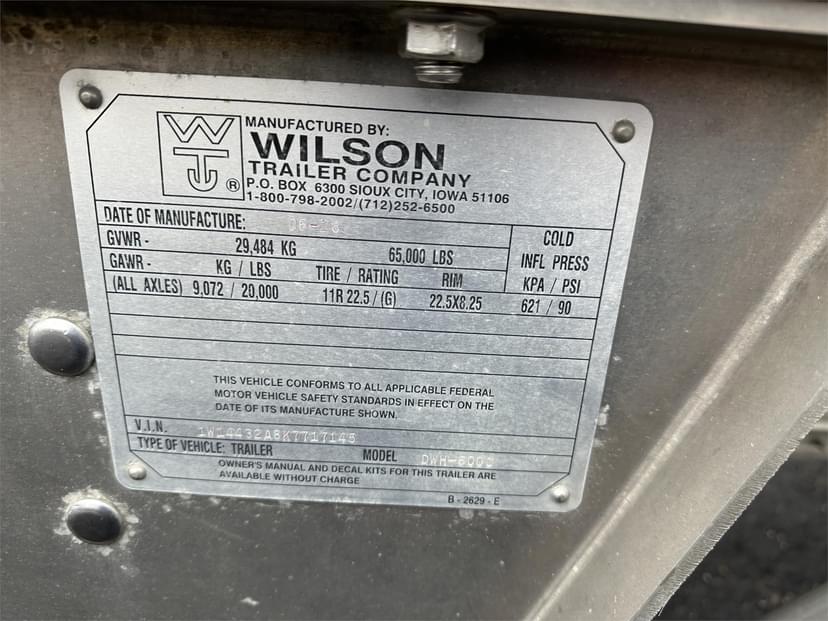 MANUFACTURED BY:
WILSON
TRAILER COMPANY
P.O. BOX 6300 SIOUX CITY, IOWA 51106
1-800-798-2002/(712)252-6500
DATE OF MANUFACTURE:
GVWR - 29,484 KG 65,000 LBS
COLD
INFL PRESS
KPA / PSI
GAWR - KG / LBS TIRE / RATING RIM
(ALL AXLES) 9,072 / 20,000 11R 22.5 / (G) 22.5X8.25 621 / 90
THIS VEHICLE CONFORMS TO ALL APPLICABLE FEDERAL
MOTOR VEHICLE SAFETY STANDARDS IN EFFECT ON THE
DATE OF ITS MANUFACTURE SHOWN.
V.I.N.
TYPE OF VEHICLE: TRAILER MODEL
OWNER'S MANUAL AND DECAL KITS FOR THIS TRAILER ARE
AVAILABLE WITHOUT CHARGE
B - 2629 - E